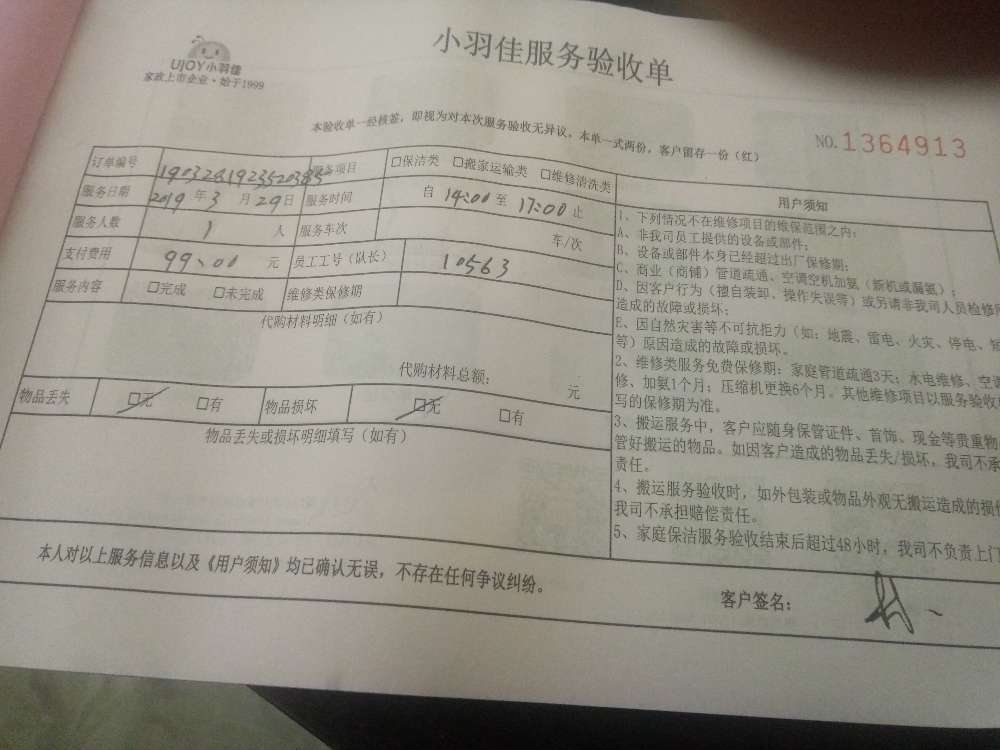 UJOY小羽佳
家政上市企业·始于1999
小羽佳服务验收单
本验收单一经核签，即视为对本次服务验收无异议。本单一式两份，客户留存一份（红）
NO.1364913
订单编号 190328192352038 服务项目 □保洁类 □搬家运输类 □维修清洗类
服务日期 2019年3月29日 服务时间 自14:00至17:00止
服务人数 1 人 服务车次 车/次
支付费用 99.00 元 员工工号（队长） 10563
服务内容 □完成 □未完成 维修类保修期
代购材料明细（如有）
代购材料总额： 元
物品丢失 □无 □有 物品损坏 □无 □有
物品丢失或损坏明细填写（如有）
用户须知
1、下列情况不在维修项目的维保范围之内：
A、非我司员工提供的设备或部件；
B、设备或部件本身已经超过出厂保修期；
C、商业（商铺）管道疏通、空调空机加氨（新机或漏氨）；
D、因客户行为（擅自装卸、操作失误等）或另请非我司人员检修
造成的故障或损坏；
E、因自然灾害等不可抗拒力（如：地震、雷电、火灾、停电、
等）原因造成的故障或损坏。
2、维修类服务免费保修期：家庭管道疏通3天；水电维修、空调
修、加氨1个月；压缩机更换6个月。其他维修项目以服务验收单
写的保修期为准。
3、搬运服务中，客户应随身保管证件、首饰、现金等贵重物
管好搬运的物品。如因客户造成的物品丢失/损坏，我司不承
责任。
4、搬运服务验收时，如外包装或物品外观无搬运造成的损
我司不承担赔偿责任。
5、家庭保洁服务验收结束后超过48小时，我司不负责上门
本人对以上服务信息以及《用户须知》均已确认无误，不存在任何争议纠纷。
客户签名：